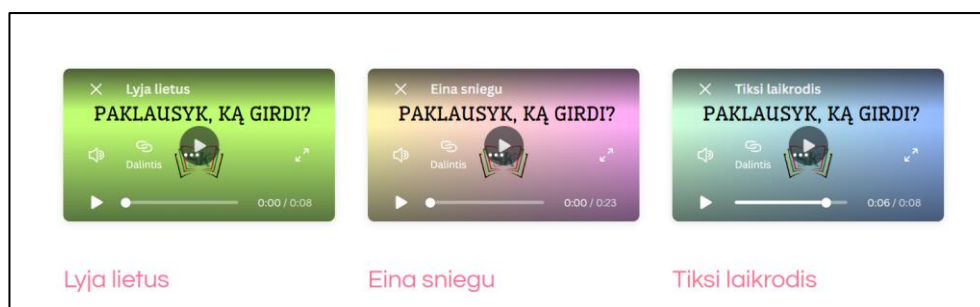 Lyja lietus
PAKLAUSYK, KĄ GIRDI?
Dalintis
0:00 / 0:08
Lyja lietus
Eina sniegu
PAKLAUSYK, KĄ GIRDI?
Dalintis
0:00 / 0:23
Eina sniegu
Tiksi laikrodis
PAKLAUSYK, KĄ GIRDI?
Dalintis
0:06 / 0:08
Tiksi laikrodis